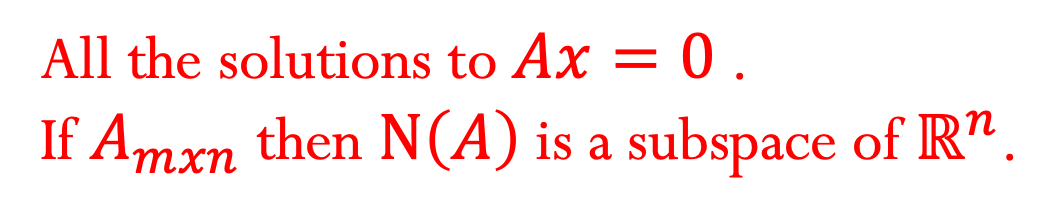 All the solutions to Ax = 0 .
If Amxn then N(A) is a subspace of ℝⁿ.